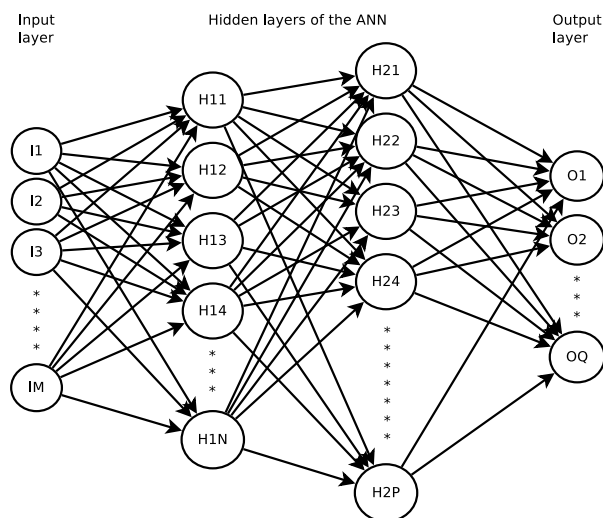 Input
layer
Hidden layers of the ANN
Output
layer
I1
I2
I3
*
*
*
*
IM
H11
H12
H13
H14
*
*
*
H1N
H21
H22
H23
H24
*
*
*
*
*
*
*
H2P
O1
O2
*
*
*
OQ